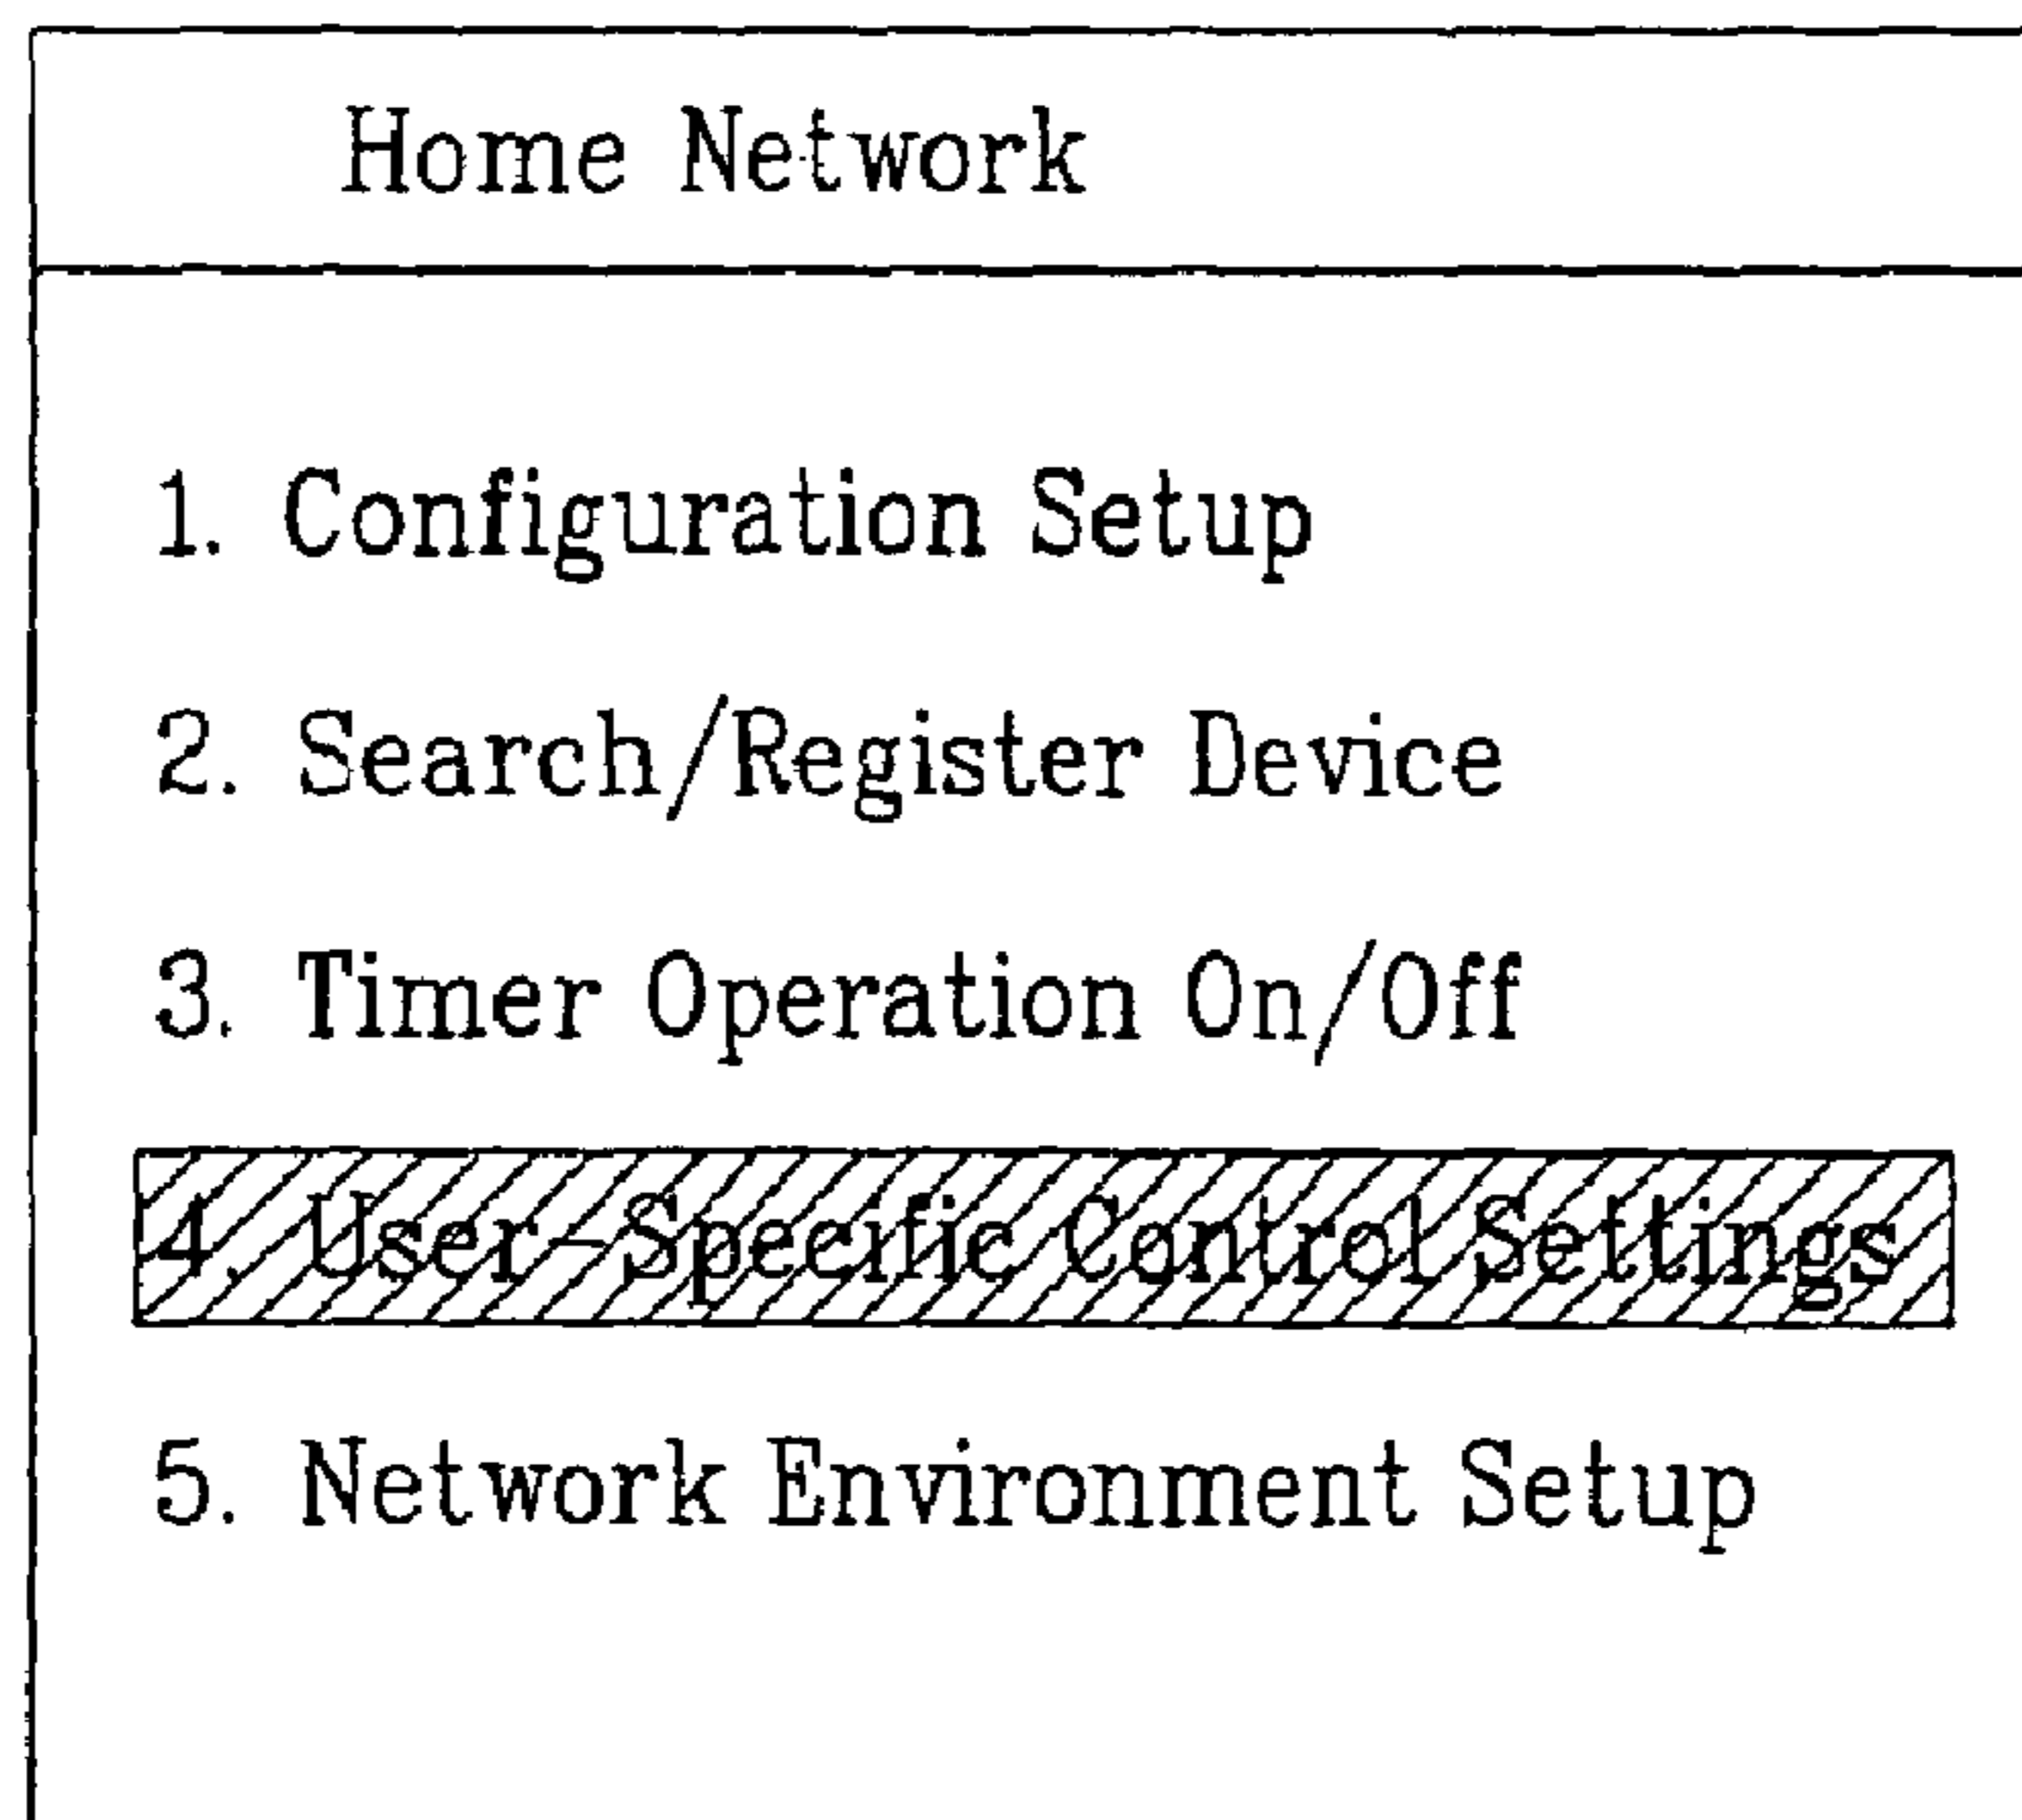 Home Network
1. Configuration Setup
2. Search/Register Device
3. Timer Operation On/Off
4. User-Specific Control Settings
5. Network Environment Setup